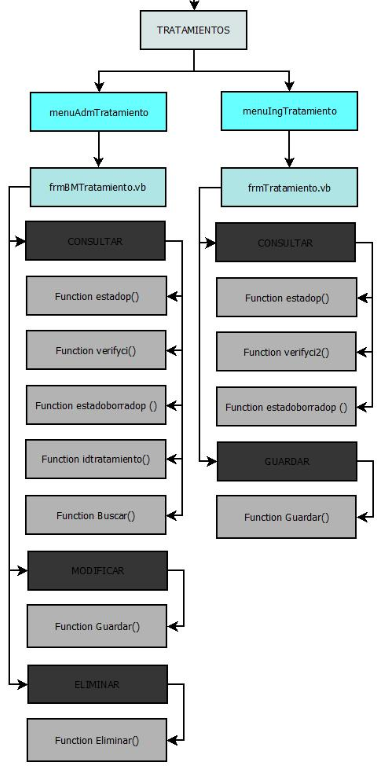 TRATAMIENTOS
menuAdmTratamiento
frmBMTratamiento.vb
CONSULTAR
Function estadop()
Function verifyci()
Function estadoborradop ()
Function idtratamiento()
Function Buscar()
MODIFICAR
Function Guardar()
ELIMINAR
Function Eliminar()
menuIngTratamiento
frmTratamiento.vb
CONSULTAR
Function estadop()
Function verifyci2()
Function estadoborradop ()
GUARDAR
Function Guardar()